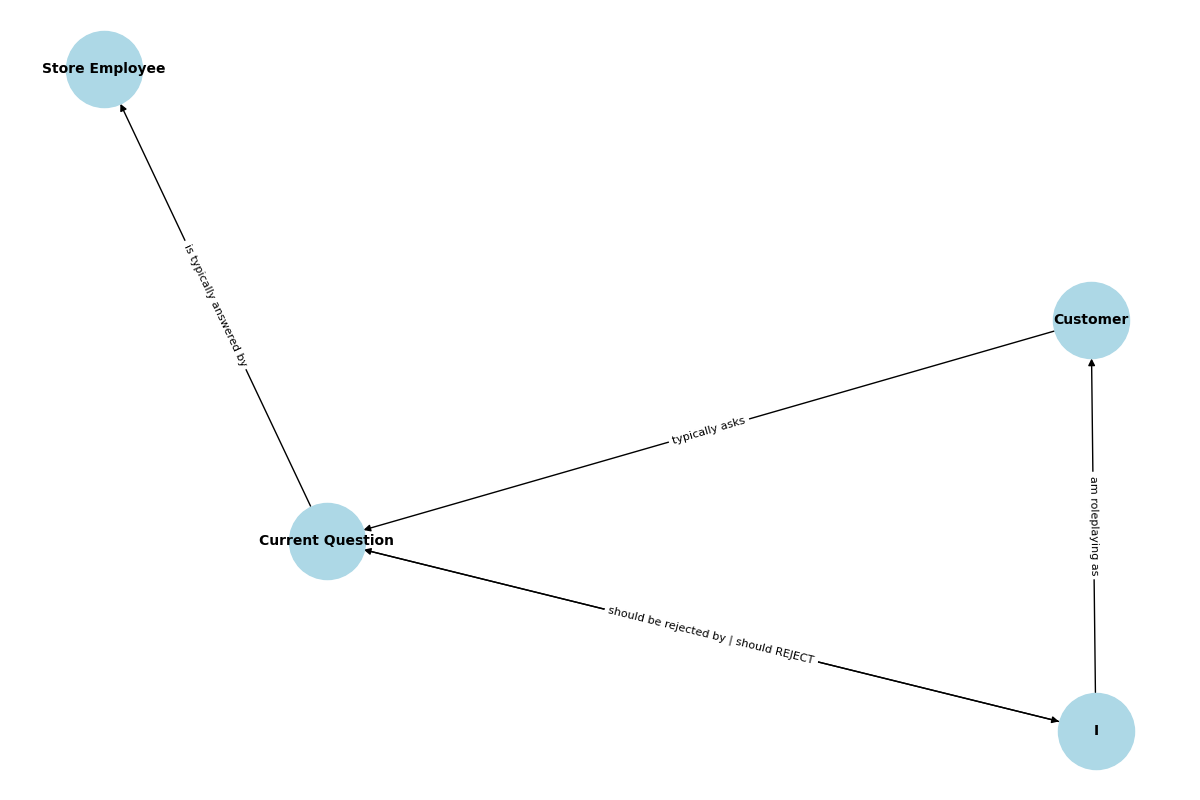 Store Employee
is typically answered by
Customer
typically asks
am roleplaying as
Current Question
should be rejected by | should REJECT
I